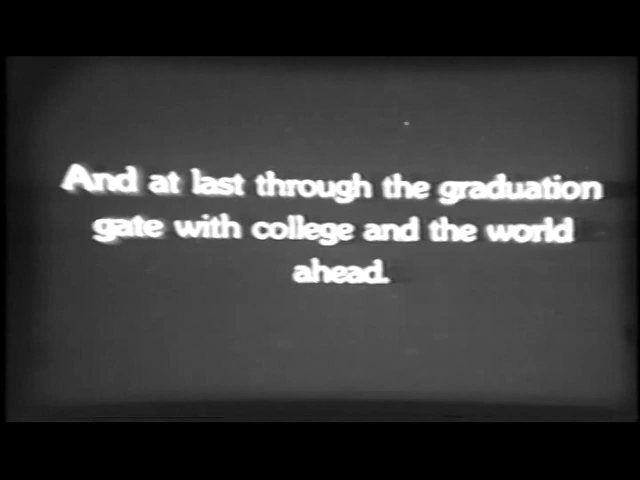 And at last through the graduation
gate with college and the world
ahead.